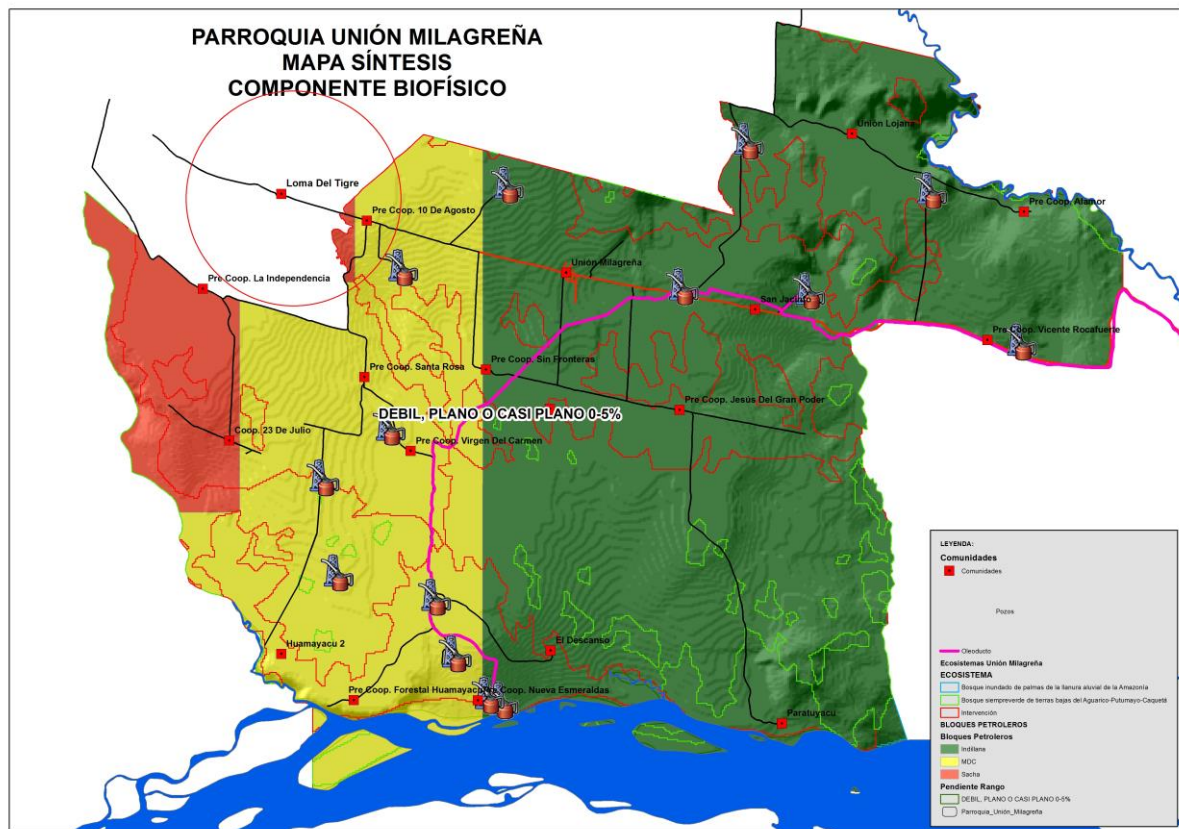 PARROQUIA UNIÓN MILAGREÑA
MAPA SÍNTESIS
COMPONENTE BIOFÍSICO
Unión Lojana
Loma Del Tigre
Pre Coop. 10 De Agosto
Pre Coop. Alamor
Unión Milagreña
Pre Coop. La Independencia
San Jacinto
Pre Coop. Vicente Rocafuerte
Pre Coop. Sin Fronteras
Pre Coop. Santa Rosa
DEBIL, PLANO O CASI PLANO 0-5%
Pre Coop. Jesús Del Gran Poder
Coop. 23 De Julio
Pre Coop. Virgen Del Carmen
Huamayacu 2
El Descanso
Pre Coop. Forestal Huamayacu
Pre Coop. Nueva Esmeraldas
Paratuyacu
LEYENDA:
Comunidades
Comunidades
Pozos
Oleoducto
Ecosistemas Unión Milagreña
ECOSISTEMA
Bosque inundado de palmas de la llanura aluvial de la Amazonía
Bosque siempreverde de tierras bajas del Aguarico-Putumayo-Caquetá
Intervención
BLOQUES PETROLEROS
Bloques Petroleros
Indillana
MDC
Sacha
Pendiente Rango
DEBIL, PLANO O CASI PLANO 0-5%
Parroquia_Unión_Milagreña